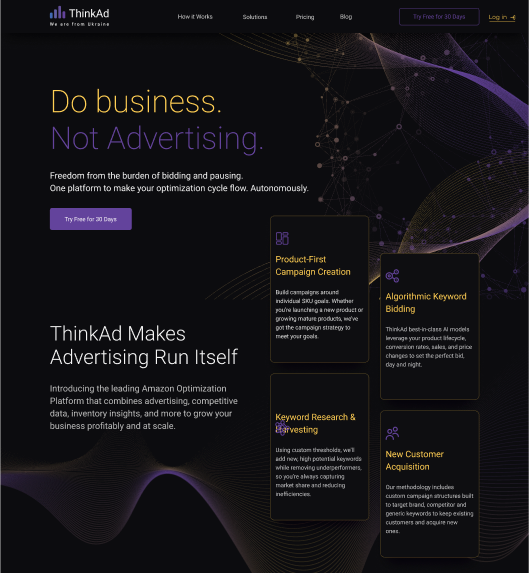 ThinkAd
We are from Ukraine
How it Works
Solutions
Pricing
Blog
Try Free for 30 Days
Log in
Do business.
Not Advertising.
Freedom from the burden of bidding and pausing.
One platform to make your optimization cycle flow. Autonomously.
Try Free for 30 Days
Product-First
Campaign Creation
Build campaigns around
individual SKU goals. Whether
you're launching a new product or
growing mature products, we've
got the campaign strategy to
meet your goals.
Algorithmic Keyword
Bidding
ThinkAd best-in-class AI models
leverage your product lifecycle,
conversion rates, sales, and price
changes to set the perfect bid,
day and night.
ThinkAd Makes
Advertising Run Itself
Introducing the leading Amazon Optimization
Platform that combines advertising, competitive
data, inventory insights, and more to grow your
business profitably and at scale.
Keyword Research &
Harvesting
Using custom thresholds, we'll
add new, high potential keywords
while removing underperformers,
so you're always capturing
market share and reducing
inefficiencies.
New Customer
Acquisition
Our methodology includes
custom campaign structures built
to target brand, competitor and
generic keywords to keep existing
customers and acquire new
ones.